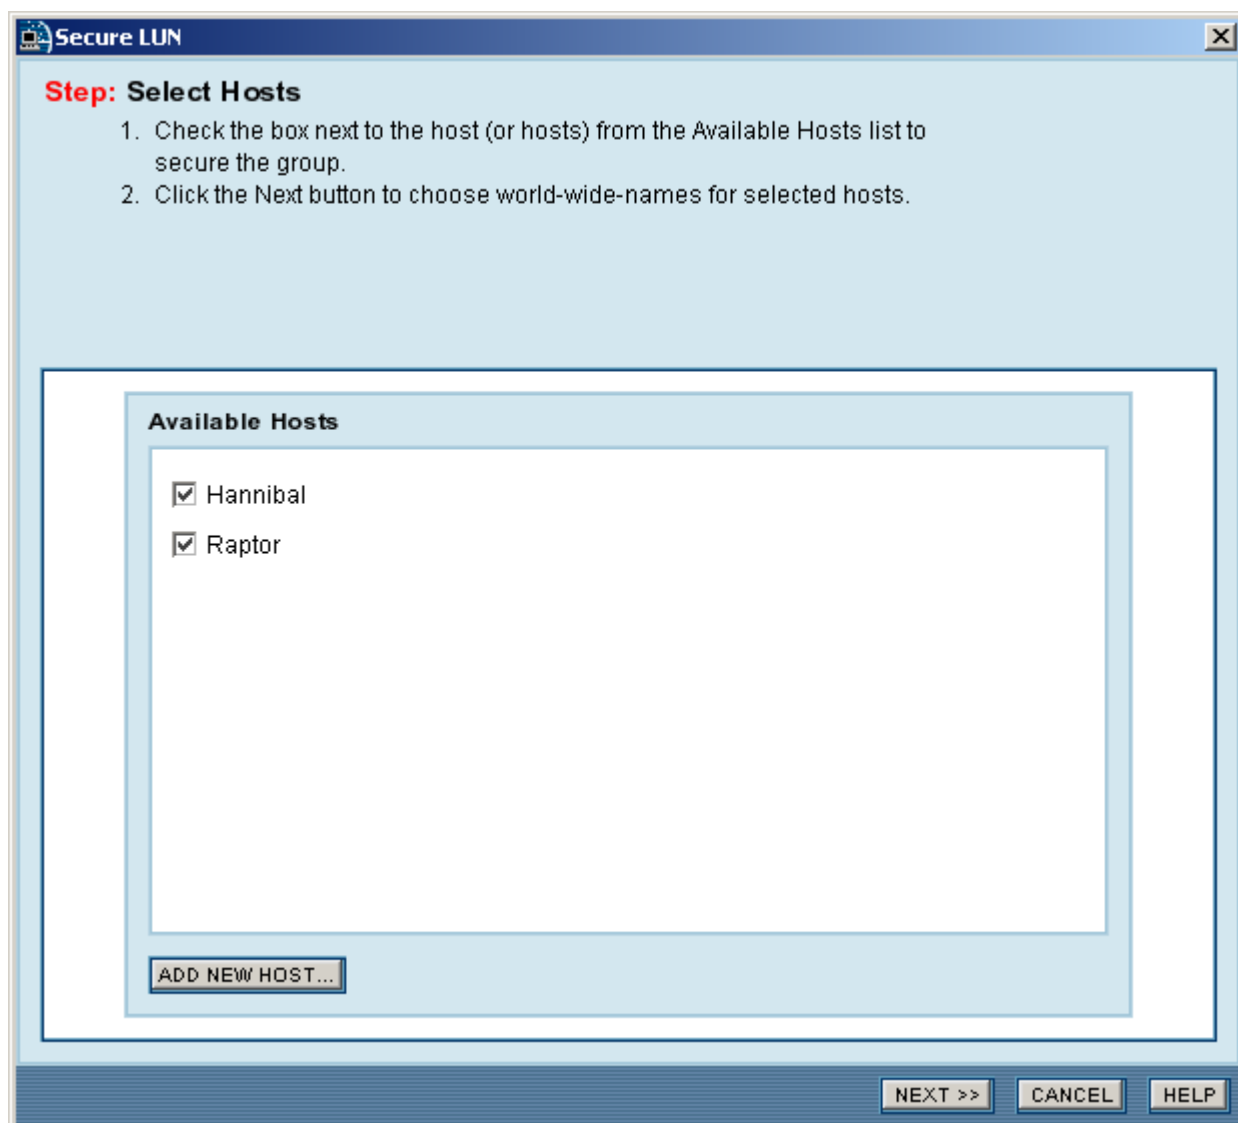 Secure LUN
Step: Select Hosts
1. Check the box next to the host (or hosts) from the Available Hosts list to
secure the group.
2. Click the Next button to choose world-wide-names for selected hosts.
Available Hosts
Hannibal
Raptor
ADD NEW HOST...
NEXT >>
CANCEL
HELP